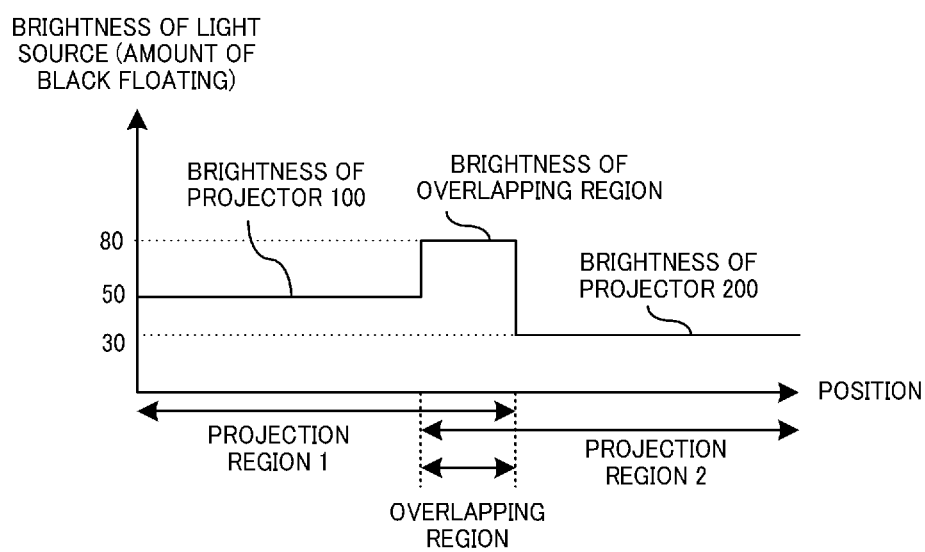 BRIGHTNESS OF LIGHT
SOURCE (AMOUNT OF
BLACK FLOATING)
BRIGHTNESS OF
PROJECTOR 100
BRIGHTNESS OF
OVERLAPPING REGION
80
BRIGHTNESS OF
PROJECTOR 200
50
30
POSITION
PROJECTION
REGION 1
PROJECTION
REGION 2
OVERLAPPING
REGION